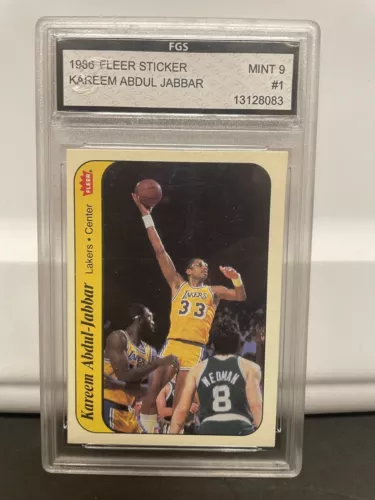 FGS
1986 FLEER STICKER
KAREEM ABDUL JABBAR
MINT 9
#1
13128083
FLEER
Kareem Abdul-Jabbar
Lakers • Center
LAKERS
33
WEDMAN
8